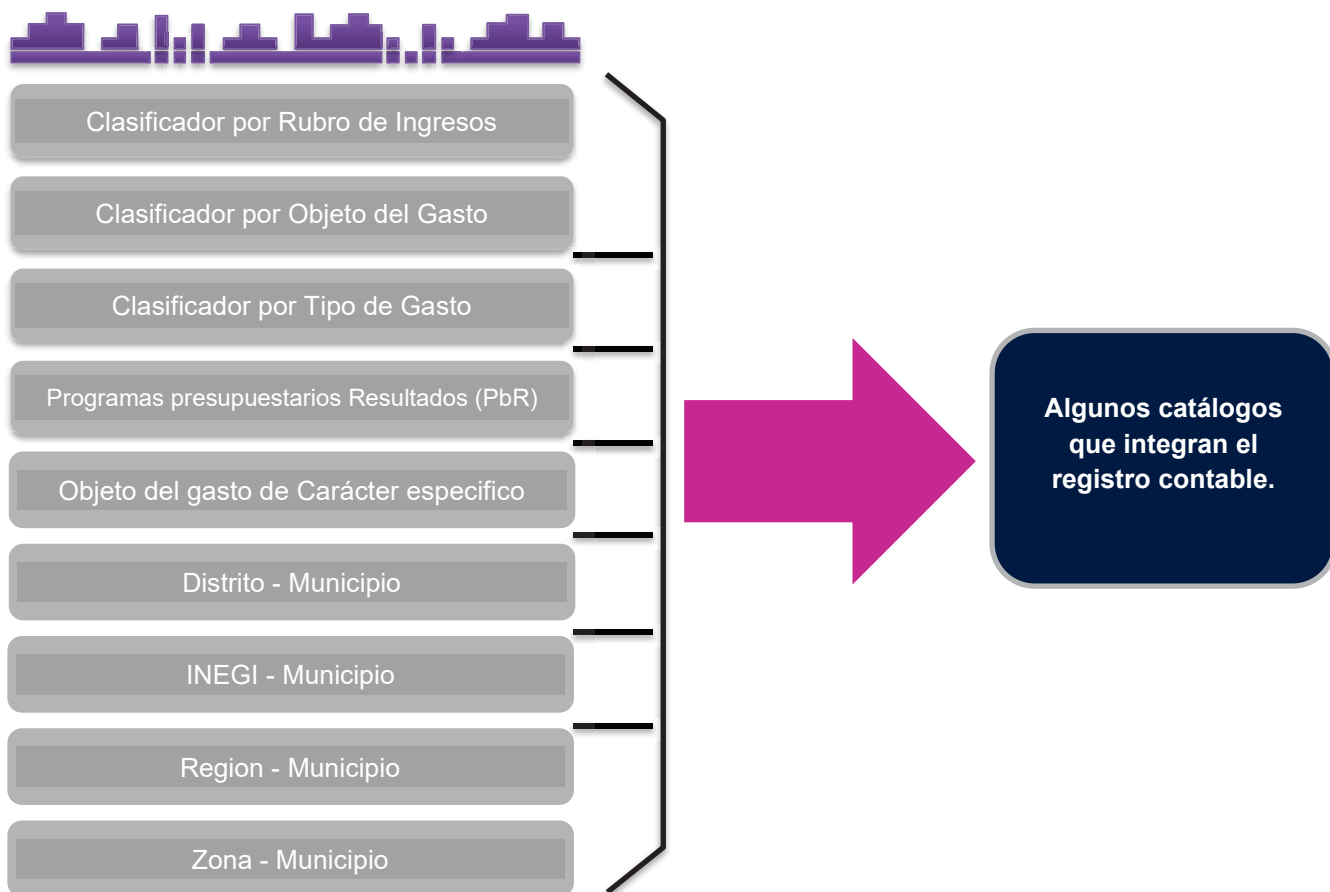 Clasificador por Rubro de Ingresos
Clasificador por Objeto del Gasto
Clasificador por Tipo de Gasto
Programas presupuestarios Resultados (PbR)
Objeto del gasto de Carácter especifico
Distrito - Municipio
INEGI - Municipio
Region - Municipio
Zona - Municipio
Algunos catálogos
que integran el
registro contable.